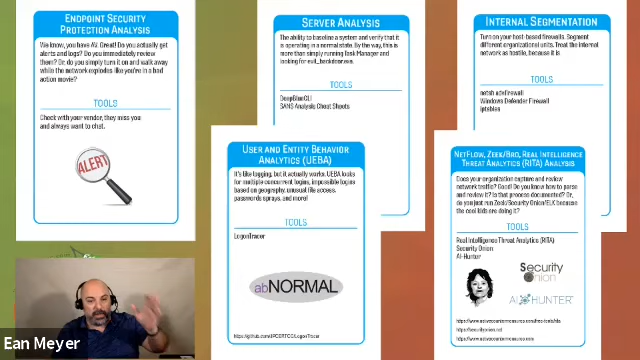 ENDPOINT SECURITY
PROTECTION ANALYSIS
We know, you have AV. Great! Do you actually get
alerts and logs? Do you immediately review
them? Or, do you simply turn it on and walk away
while the network explodes like you're in a bad
action movie?
TOOLS
Check with your vendor, they miss you
and always want to chat.
ALERT
SERVER ANALYSIS
The ability to baseline a system and verify that it
is operating in a normal state. By the way, this is
more than simply running Task Manager and
looking for evil_backdoor.exe.
TOOLS
DeepBlueCLI
SANS Analysis Cheat Sheets
INTERNAL SEGMENTATION
Turn on your host-based firewalls. Segment
different organizational units. Treat the internal
network as hostile, because it is.
TOOLS
netsh advfirewall
Windows Defender Firewall
iptables
USER AND ENTITY BEHAVIOR
ANALYTICS (UEBA)
It's like logging, but it actually works. UEBA looks
for multiple concurrent logins, impossible logins
based on geography, unusual file access,
passwords sprays, and more!
TOOLS
LogonTracer
abNORMAL
https://github.com/JPCERTCC/LogonTracer
NETFLOW, ZEEK/BRO, REAL INTELLIGENCE
THREAT ANALYTICS (RITA) ANALYSIS
Does your organization capture and review
network traffic? Good! Do you know how to parse
and review it? Is that process documented? Or,
do you just run Zeek/Security Onion/ELK because
the cool kids are doing it?
TOOLS
Real Intelligence Threat Analytics (RITA)
Security Onion
AI-Hunter
Security
Onion
AI HUNTER
https://securityonion.net
Ean Meyer